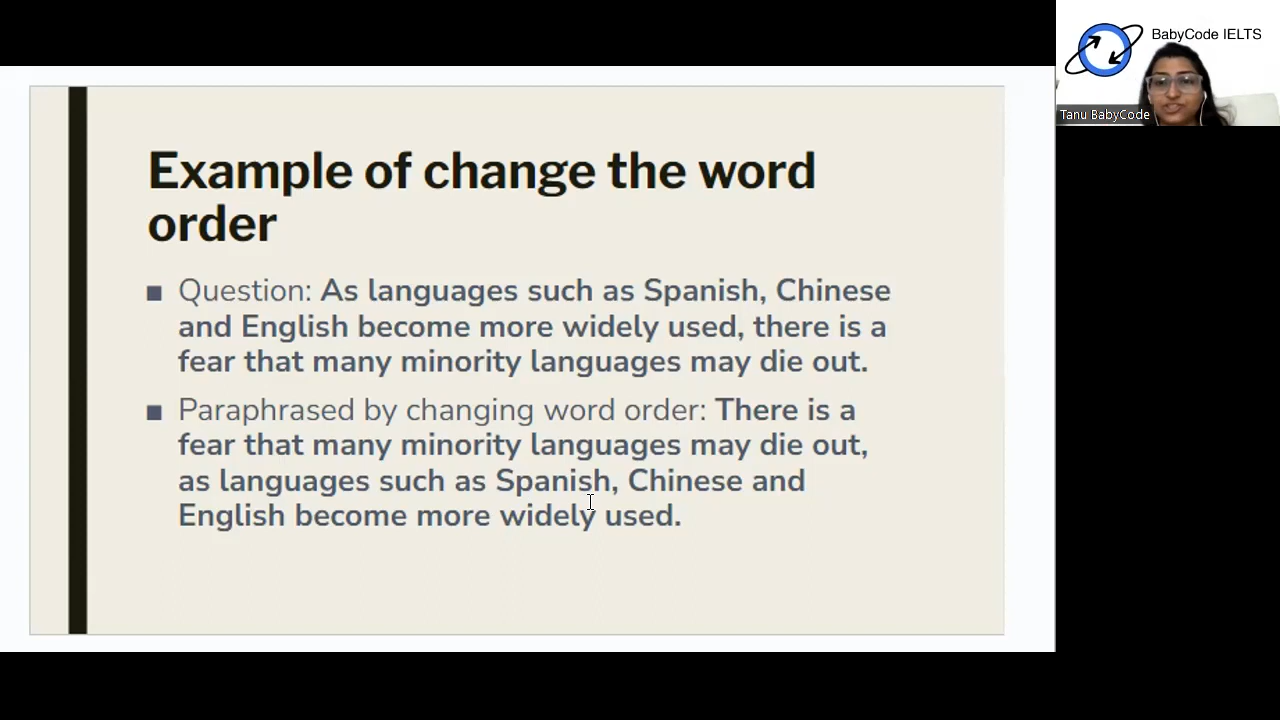 BabyCode IELTS
Tanu BabyCode
Example of change the word
order
■ Question: As languages such as Spanish, Chinese
and English become more widely used, there is a
fear that many minority languages may die out.
■ Paraphrased by changing word order: There is a
fear that many minority languages may die out,
as languages such as Spanish, Chinese and
English become more widely used.